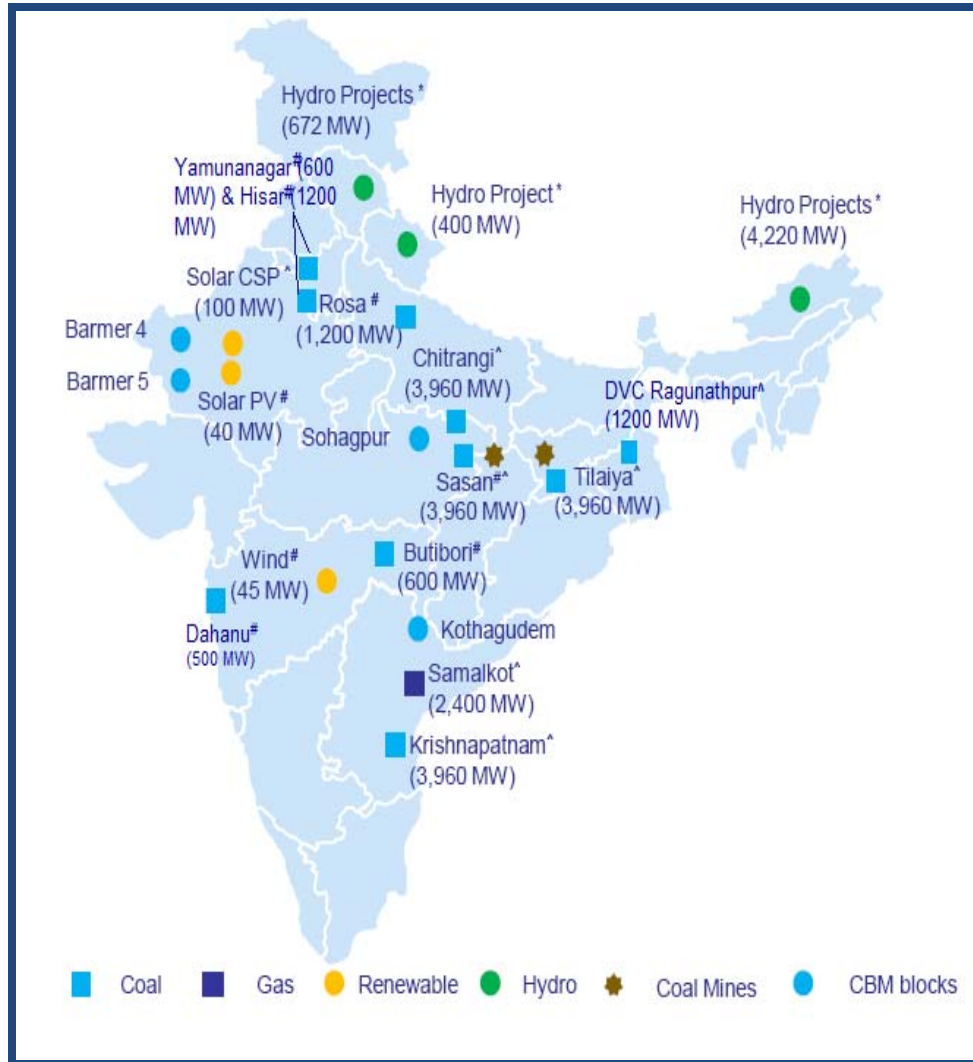 Hydro Projects *
(672 MW)
Yamunanagar#(600
MW) & Hisar#(1200
MW)
Hydro Project *
(400 MW)
Hydro Projects *
(4,220 MW)
Solar CSP ^
(100 MW)
Rosa #
(1,200 MW)
Barmer 4
Barmer 5
Solar PV #
(40 MW)
Chitrangi^
(3,960 MW)
DVC Ragunathpur^
(1200 MW)
Sohagpur
Sasan#^
(3,960 MW)
Tilaiya^
(3,960 MW)
Wind#
(45 MW)
Butibori#
(600 MW)
Dahanu#
(500 MW)
Kothagudem
Samalkot^
(2,400 MW)
Krishnapatnam^
(3,960 MW)
Coal
Gas
Renewable
Hydro
Coal Mines
CBM blocks